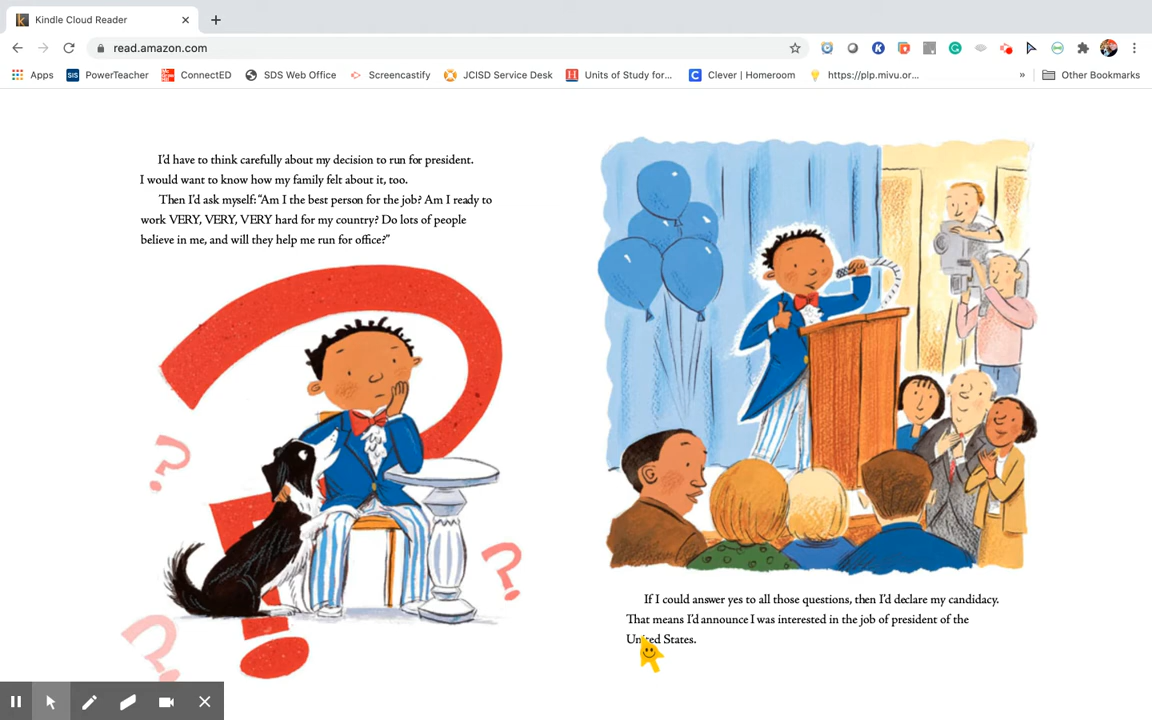 Kindle Cloud Reader
read.amazon.com
Apps
SIS
PowerTeacher
ConnectED
SDS Web Office
Screencastify
JCISD Service Desk
Units of Study for...
Clever | Homeroom
https://plp.mivu.or...
»
Other Bookmarks
I'd have to think carefully about my decision to run for president.
I would want to know how my family felt about it, too.
Then I'd ask myself: “Am I the best person for the job? Am I ready to
work VERY, VERY, VERY hard for my country? Do lots of people
believe in me, and will they help me run for office?”
?
?
?
?
If I could answer yes to all those questions, then I'd declare my candidacy.
That means I'd announce I was interested in the job of president of the
United States.